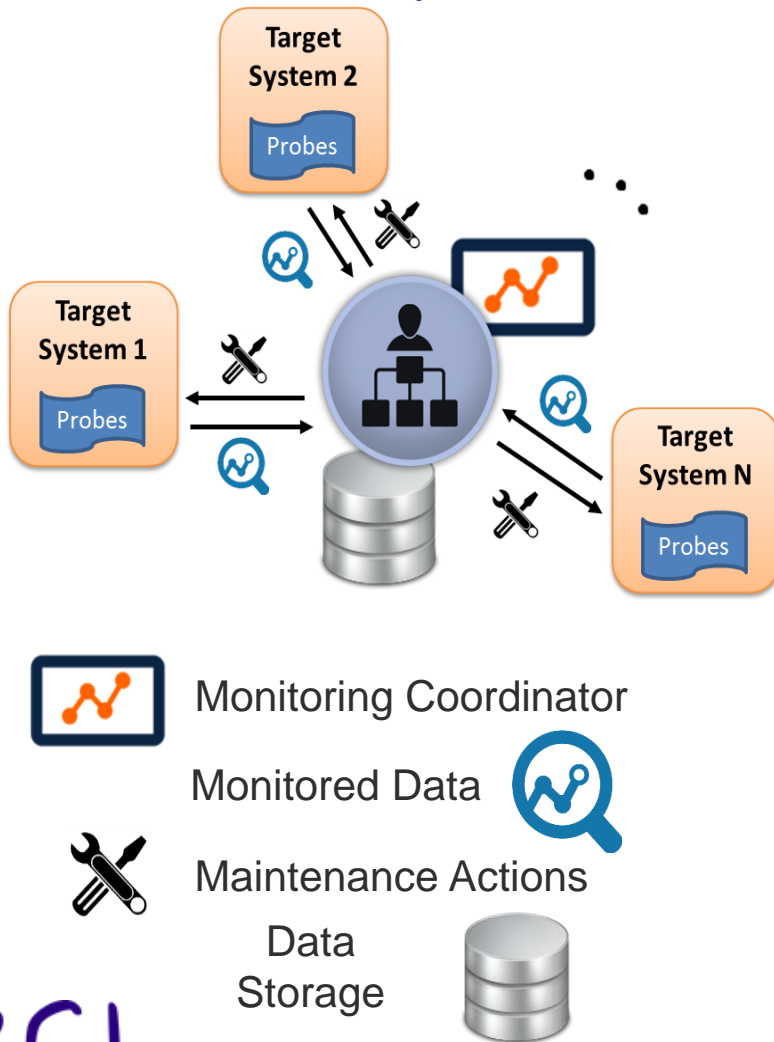 Target
System 2
Probes
Target
System 1
Probes
Target
System N
Probes
Monitoring Coordinator
Monitored Data
Maintenance Actions
Data
Storage